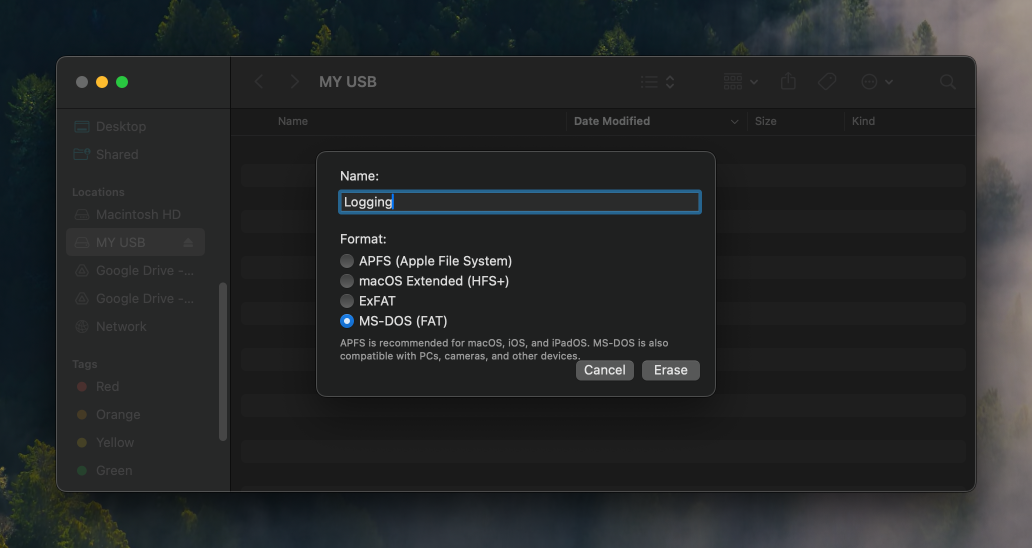 MY USB
Name
Date Modified
Size
Kind
Desktop
Shared
Locations
Macintosh HD
MY USB
Google Drive -...
Google Drive -...
Network
Tags
Red
Orange
Yellow
Green
Name:
Logging
Format:
APFS (Apple File System)
macOS Extended (HFS+)
ExFAT
MS-DOS (FAT)
APFS is recommended for macOS, iOS, and iPadOS. MS-DOS is also
compatible with PCs, cameras, and other devices.
Cancel
Erase